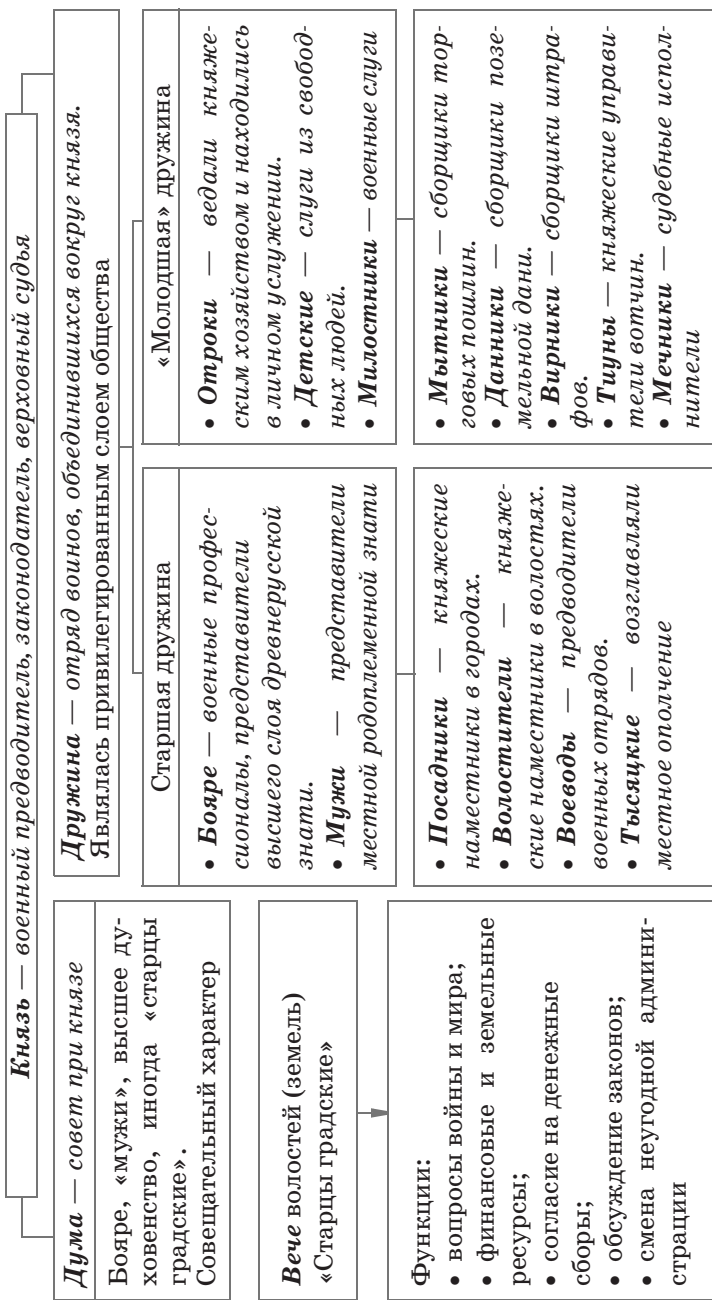 Князь — военный предводитель, законодатель, верховный судья
Дума — совет при князе
Бояре, «мужи», высшее ду-
ховенство, иногда «старцы
градские».
Совещательный характер
Вече волостей (земель)
«Старцы градские»
Функции:
• вопросы войны и мира;
• финансовые и земельные
ресурсы;
• согласие на денежные
сборы;
• обсуждение законов;
• смена неугодной админи-
страции
Дружина — отряд воинов, объединившихся вокруг князя.
Являлась привилегированным слоем общества
Старшая дружина
• Бояре — военные профес-
сионалы, представители
высшего слоя древнерусской
знати.
• Мужи — представители
местной родоплеменной знати
• Посадники — княжеские
наместники в городах.
• Волостители — княже-
ские наместники в волостях.
• Воеводы — предводители
военных отрядов.
• Тысяцкие — возглавляли
местное ополчение
«Молодшая» дружина
• Отроки — ведали княже-
ским хозяйством и находились
в личном услужении.
• Детские — слуги из свобод-
ных людей.
• Милостники — военные слуги
• Мытники — сборщики тор-
говых пошлин.
• Данники — сборщики позе-
мельной дани.
• Вирники — сборщики штра-
фов.
• Тиуны — княжеские управи-
тели вотчин.
• Мечники — судебные испол-
нители